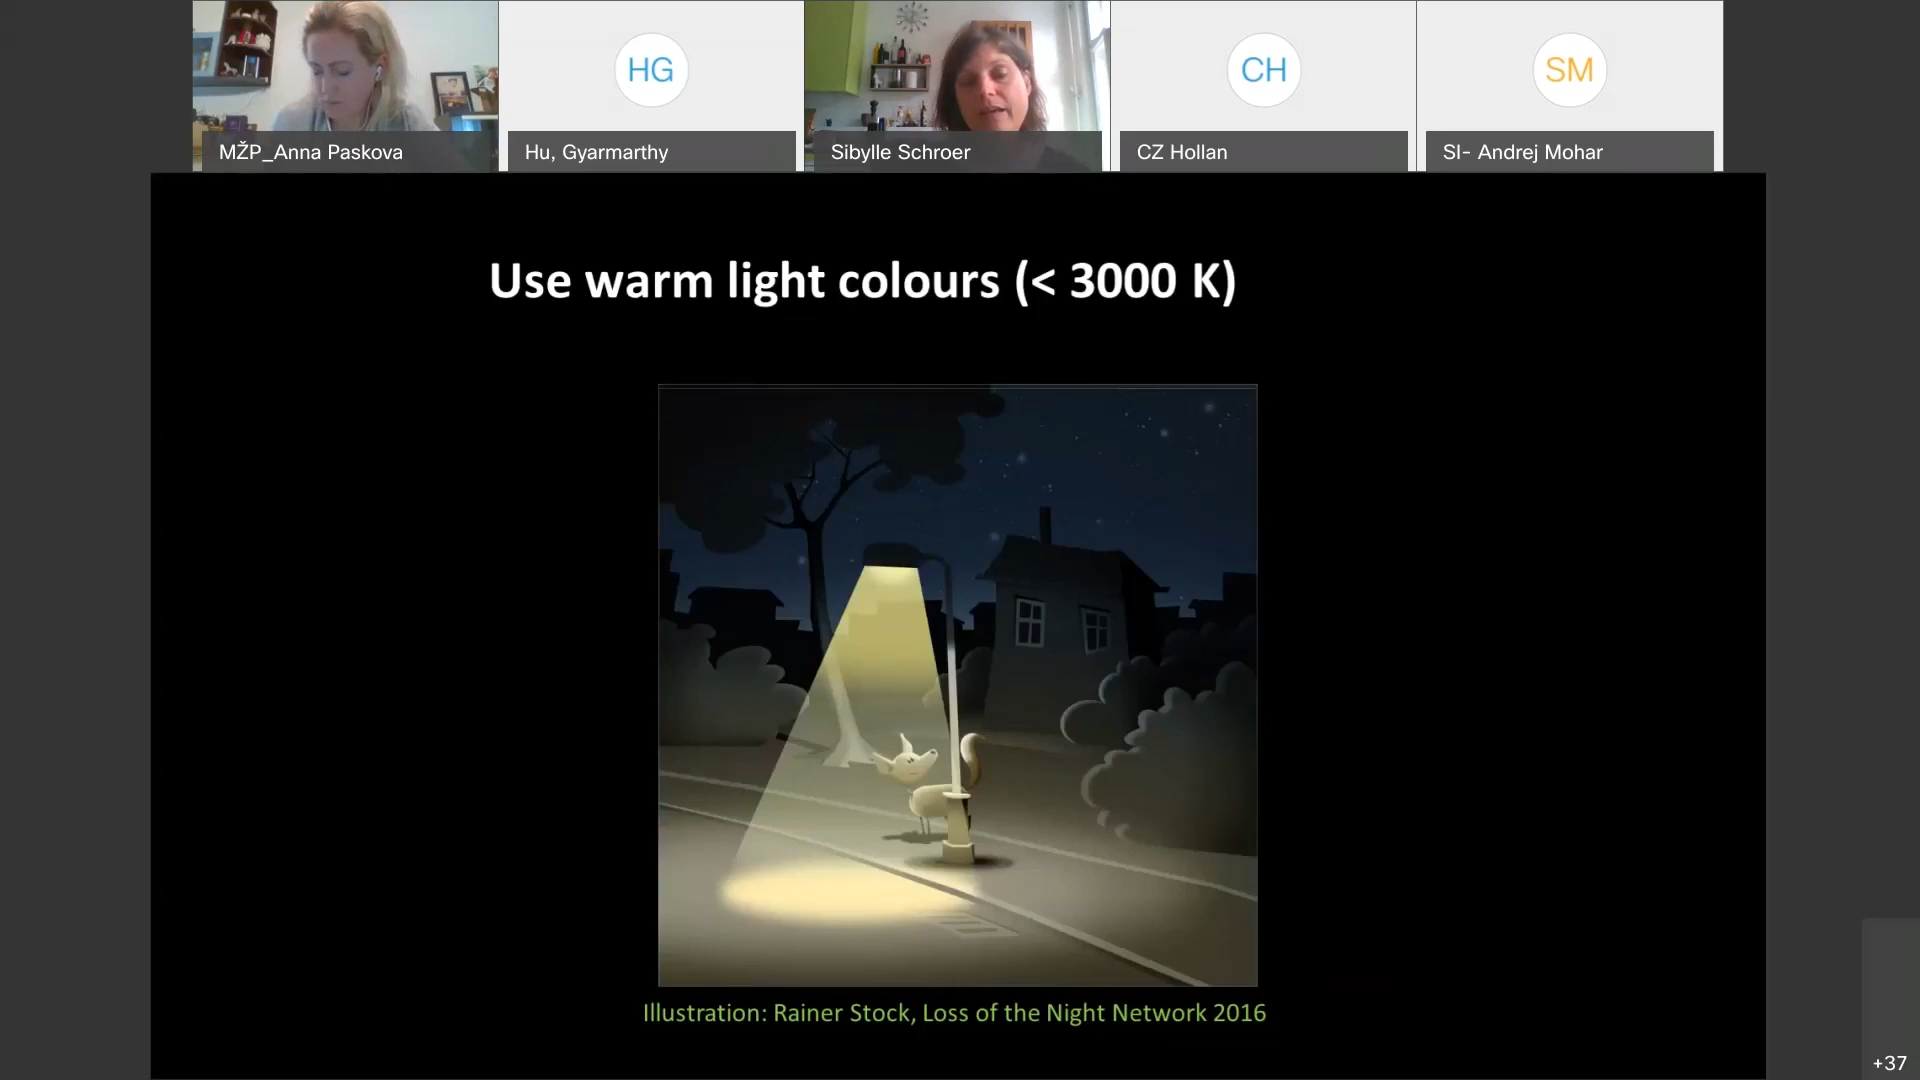 HG
CH
SM
MŽP_Anna Paskova
Hu, Gyarmarthy
Sibylle Schroer
CZ Hollan
SI- Andrej Mohar
Use warm light colours (< 3000 K)
Illustration: Rainer Stock, Loss of the Night Network 2016
+37